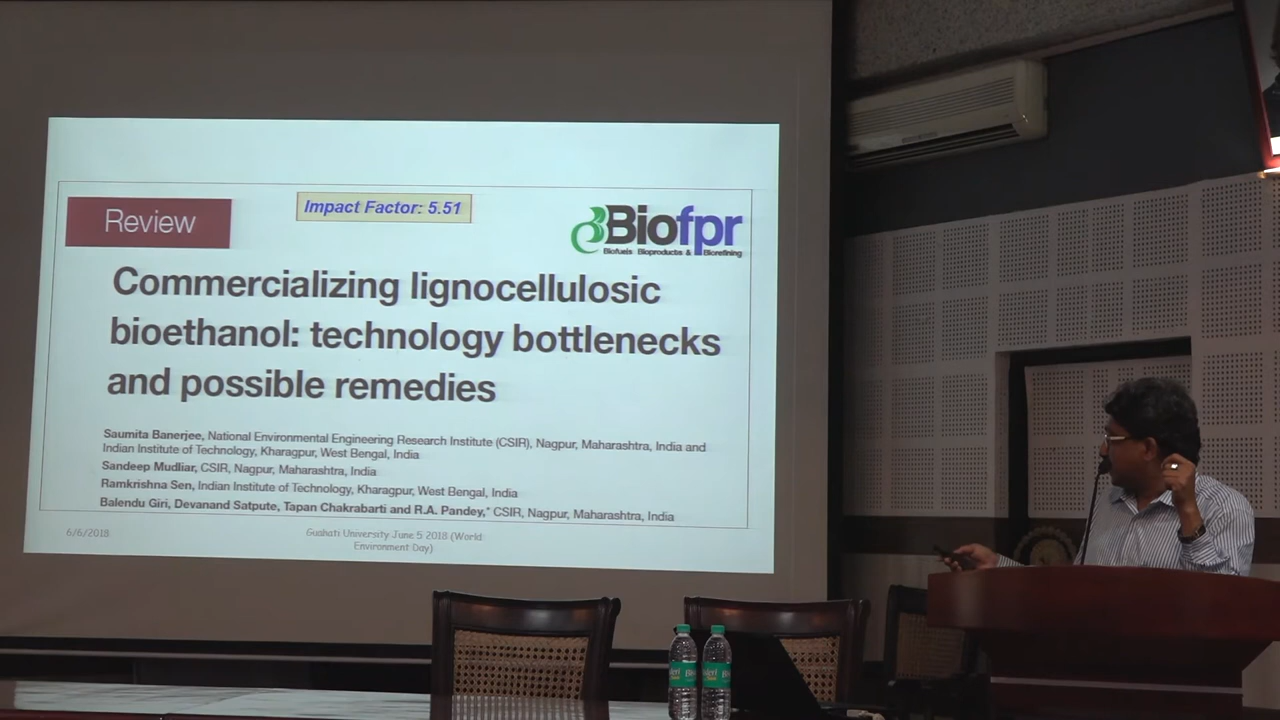 Review
Impact Factor: 5.51
Biofpr
Biofuels Bioproducts & Biorefining
Commercializing lignocellulosic
bioethanol: technology bottlenecks
and possible remedies
Saumita Banerjee, National Environmental Engineering Research Institute (CSIR), Nagpur, Maharashtra, India and
Indian Institute of Technology, Kharagpur, West Bengal, India
Sandeep Mudliar, CSIR, Nagpur, Maharashtra, India
Ramkrishna Sen, Indian Institute of Technology, Kharagpur, West Bengal, India
Balendu Giri, Devanand Satpute, Tapan Chakrabarti and R.A. Pandey,* CSIR, Nagpur, Maharashtra, India
6/6/2018
Guahati University June 5 2018 (World
Environment Day)